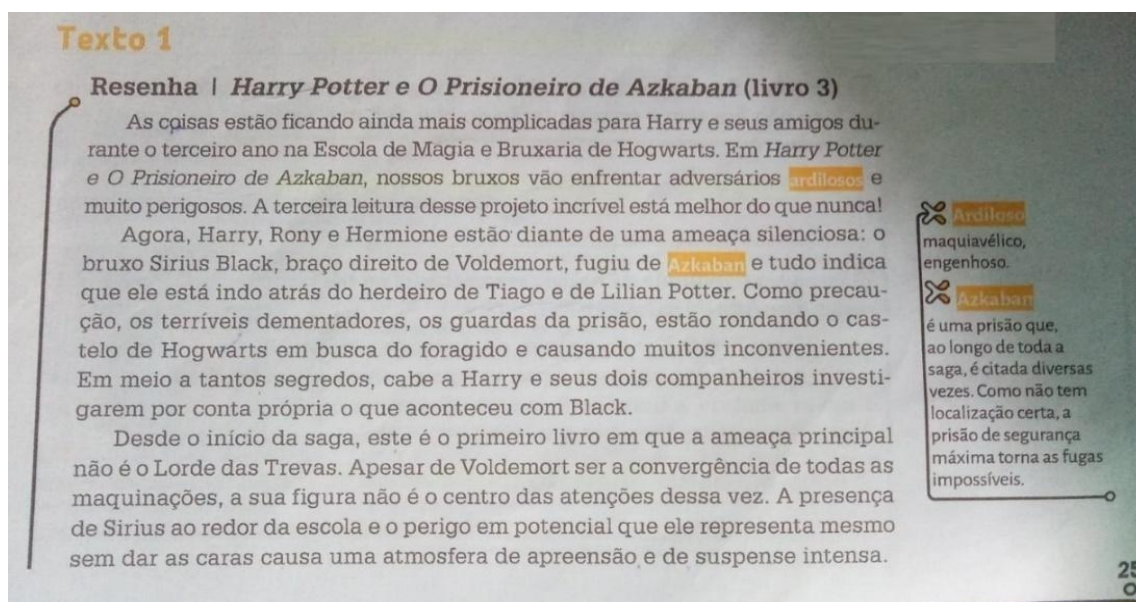 Texto 1
Resenha | Harry Potter e O Prisioneiro de Azkaban (livro 3)
As coisas estão ficando ainda mais complicadas para Harry e seus amigos du-
rante o terceiro ano na Escola de Magia e Bruxaria de Hogwarts. Em Harry Potter
e O Prisioneiro de Azkaban, nossos bruxos vão enfrentar adversários ardilosos e
muito perigosos. A terceira leitura desse projeto incrível está melhor do que nunca!
Agora, Harry, Rony e Hermione estão diante de uma ameaça silenciosa: o
bruxo Sirius Black, braço direito de Voldemort, fugiu de Azkaban e tudo indica
que ele está indo atrás do herdeiro de Tiago e de Lilian Potter. Como precau-
ção, os terríveis dementadores, os guardas da prisão, estão rondando o cas-
telo de Hogwarts em busca do foragido e causando muitos inconvenientes.
Em meio a tantos segredos, cabe a Harry e seus dois companheiros investi-
garem por conta própria o que aconteceu com Black.
Desde o início da saga, este é o primeiro livro em que a ameaça principal
não é o Lorde das Trevas. Apesar de Voldemort ser a convergência de todas as
maquinações, a sua figura não é o centro das atenções dessa vez. A presença
de Sirius ao redor da escola e o perigo em potencial que ele representa mesmo
sem dar as caras causa uma atmosfera de apreensão e de suspense intensa.
Ardiloso
maquiavélico,
engenhoso.
Azkaban
é uma prisão que,
ao longo de toda a
saga, é citada diversas
vezes. Como não tem
localização certa, a
prisão de segurança
máxima torna as fugas
impossíveis.
25